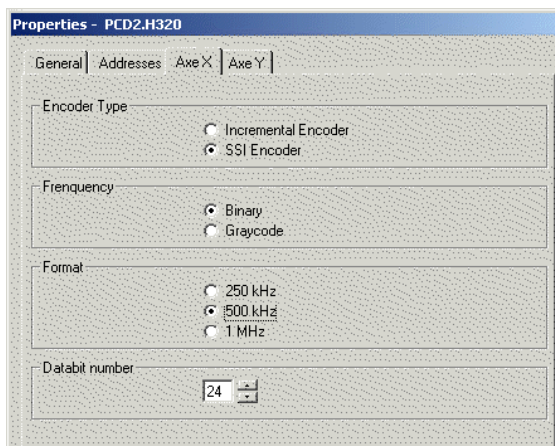 Properties - PCD2.H320
General Addresses Axe X Axe Y
Encoder Type
Incremental Encoder
SSI Encoder
Frenquency
Binary
Graycode
Format
250 kHz
500 kHz
1 MHz
Databit number
24